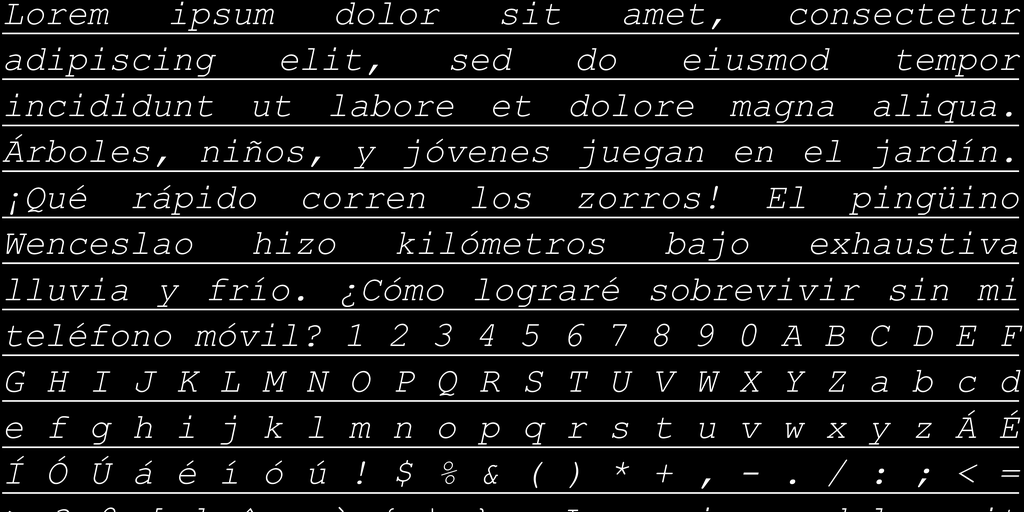 Lorem ipsum dolor sit amet, consectetur
adipiscing elit, sed do eiusmod tempor
incididunt ut labore et dolore magna aliqua.
Árboles, niños, y jóvenes juegan en el jardín.
¡Qué rápido corren los zorros! El pingüino
Wenceslao hizo kilómetros bajo exhaustiva
lluvia y frío. ¿Cómo lograré sobrevivir sin mi
teléfono móvil? 1 2 3 4 5 6 7 8 9 0 A B C D E F
G H I J K L M N O P Q R S T U V W X Y Z a b c d
e f g h i j k l m n o p q r s t u v w x y z Á É
Í Ó Ú á é í ó ú ! $ % & ( ) * + , - . / : ; < =